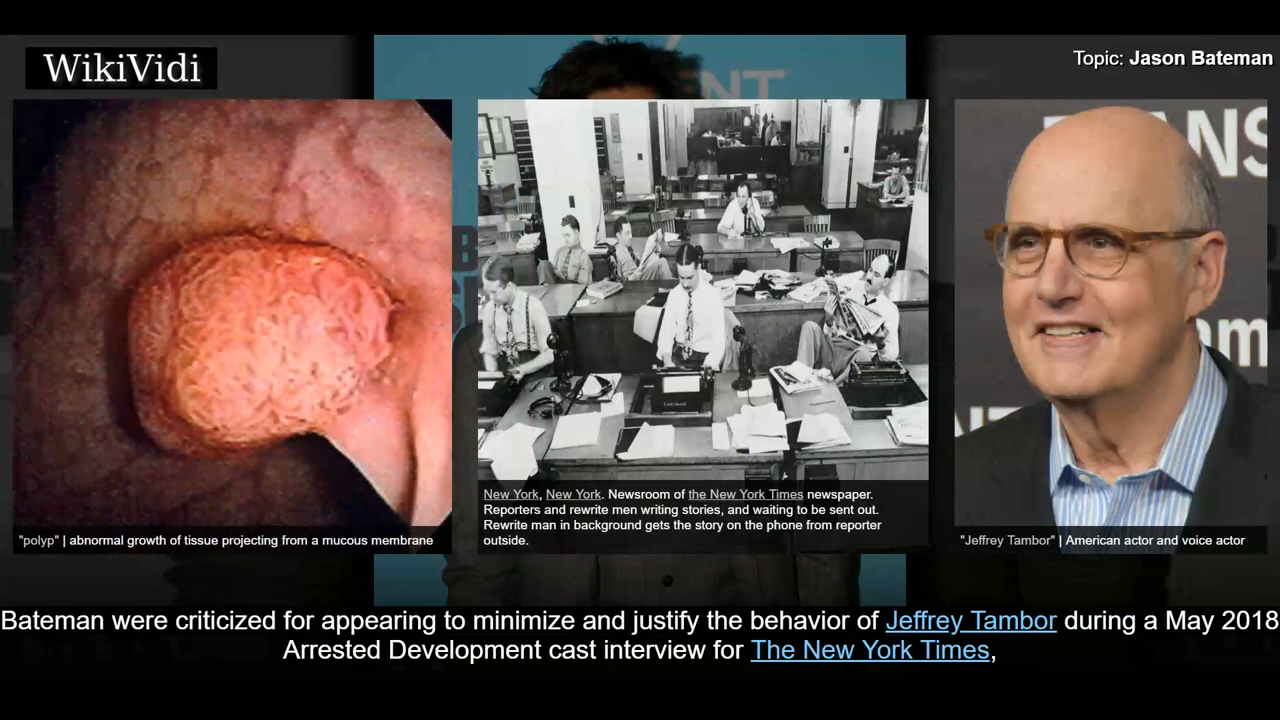 WikiVidi
Topic: Jason Bateman
"polyp" | abnormal growth of tissue projecting from a mucous membrane
New York, New York. Newsroom of the New York Times newspaper.
Reporters and rewrite men writing stories, and waiting to be sent out.
Rewrite man in background gets the story on the phone from reporter
outside.
"Jeffrey Tambor" | American actor and voice actor
Bateman were criticized for appearing to minimize and justify the behavior of Jeffrey Tambor during a May 2018
Arrested Development cast interview for The New York Times,